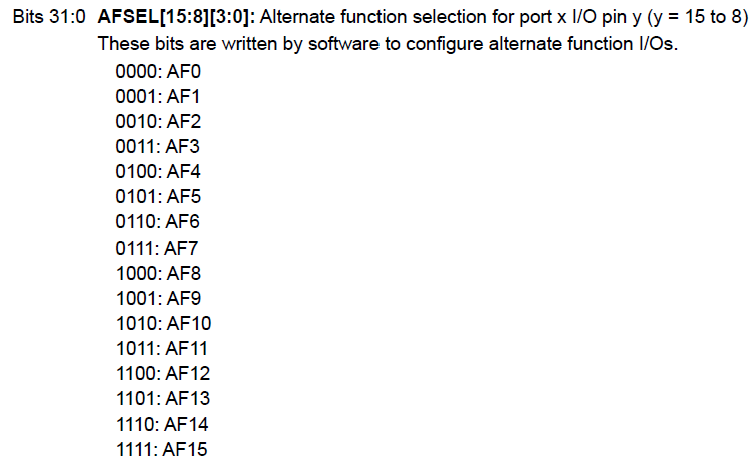 Bits 31:0 AFSEL[15:8][3:0]: Alternate function selection for port x I/O pin y (y = 15 to 8)
These bits are written by software to configure alternate function I/Os.
0000: AF0
0001: AF1
0010: AF2
0011: AF3
0100: AF4
0101: AF5
0110: AF6
0111: AF7
1000: AF8
1001: AF9
1010: AF10
1011: AF11
1100: AF12
1101: AF13
1110: AF14
1111: AF15